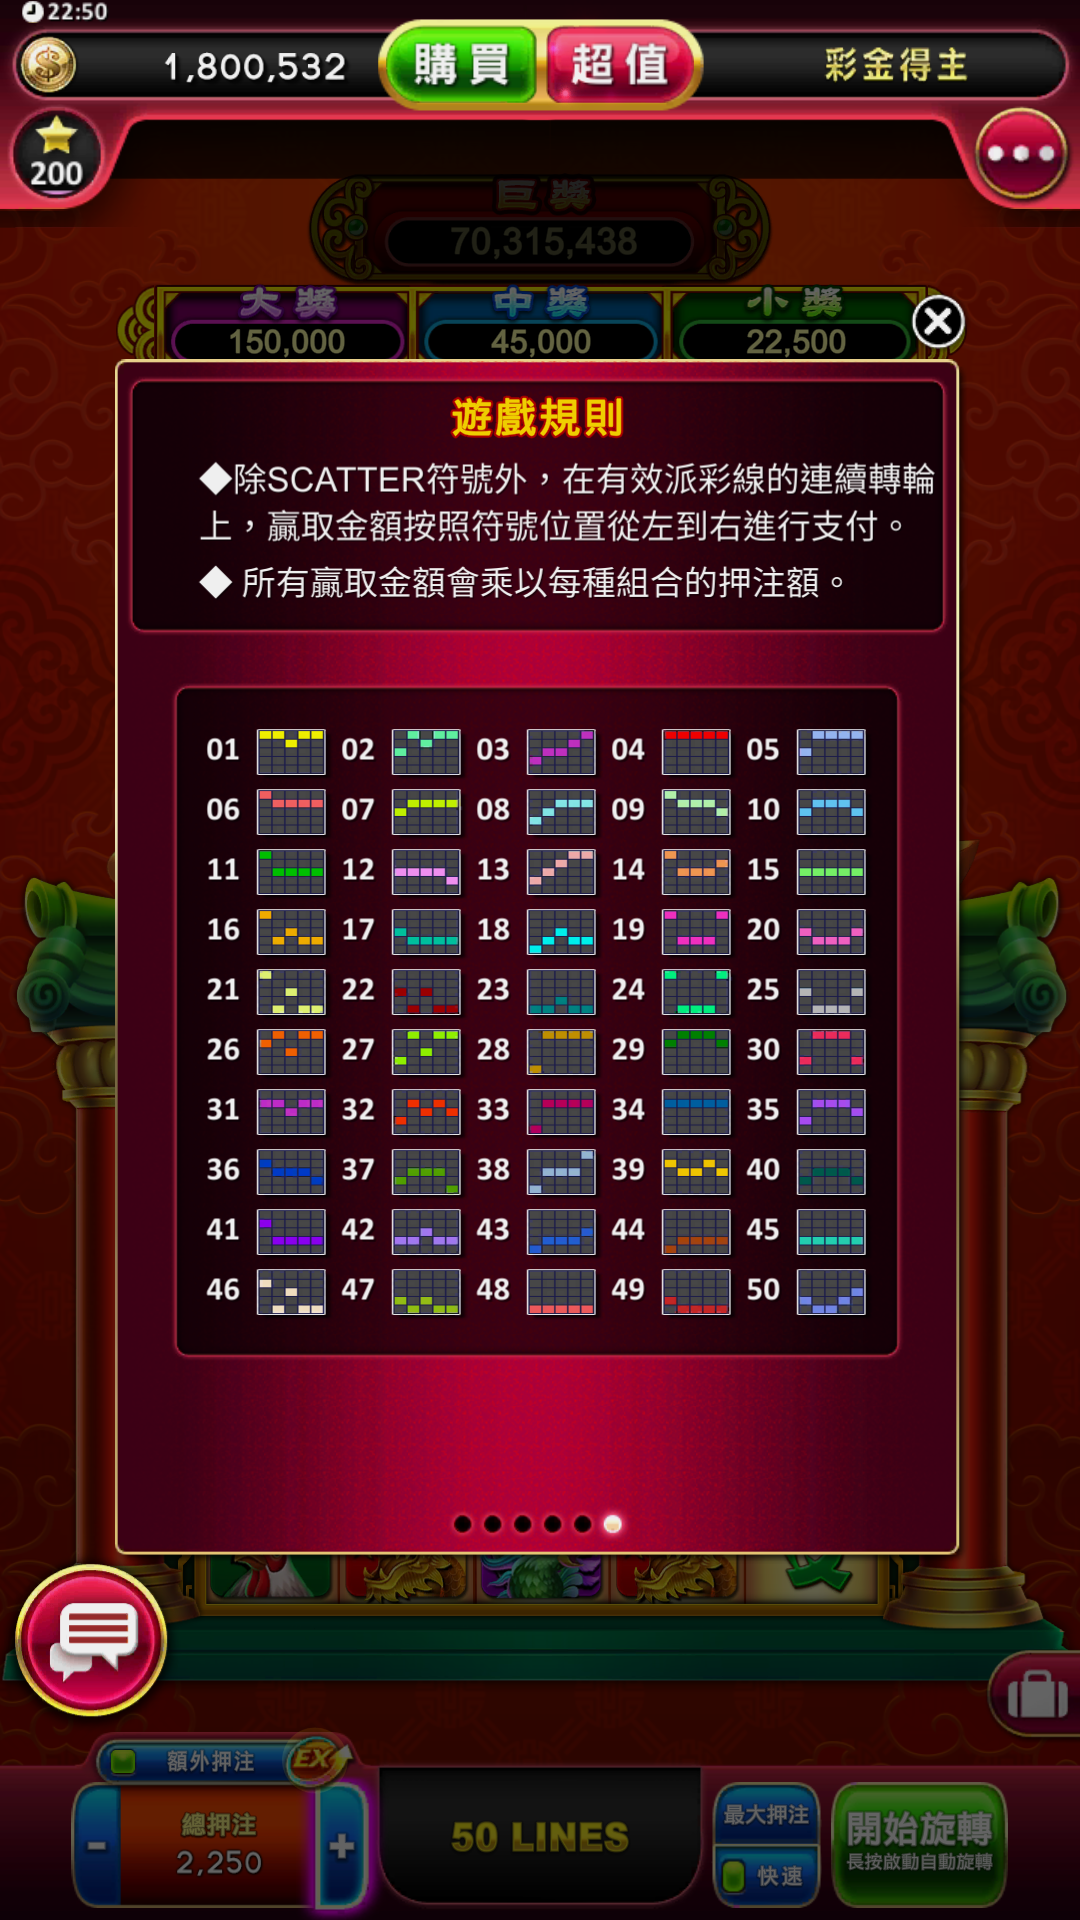 22:50
1,800,532
購買
超值
彩金得主
200
巨獎
70,315,438
大獎
中獎
小獎
150,000
45,000
22,500
遊戲規則
◆除SCATTER符號外，在有效派彩線的連續轉輪
上，贏取金額按照符號位置從左到右進行支付。
◆ 所有贏取金額會乘以每種組合的押注額。
01 02 03 04 05
06 07 08 09 10
11 12 13 14 15
16 17 18 19 20
21 22 23 24 25
26 27 28 29 30
31 32 33 34 35
36 37 38 39 40
41 42 43 44 45
46 47 48 49 50
額外押注
EX
總押注
2,250
-
+
50 LINES
最大押注
快速
開始旋轉
長按啟動自動旋轉